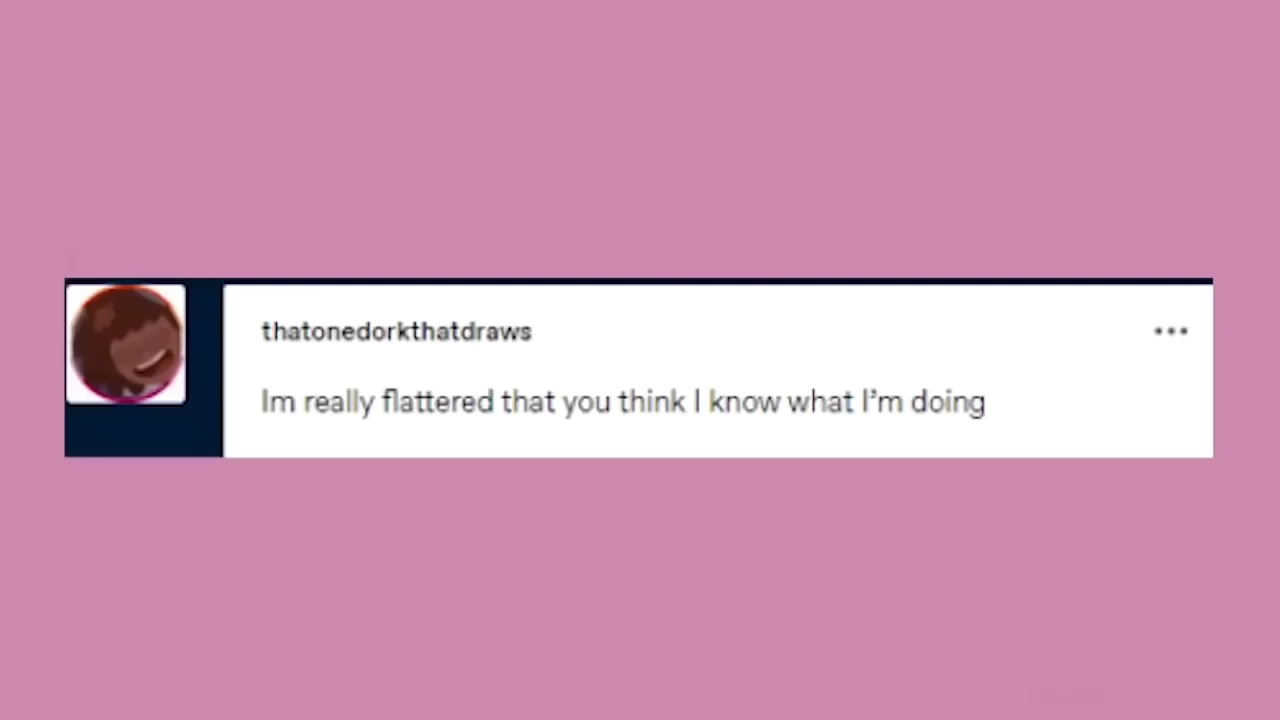 thatonedorkthatdraws
Im really flattered that you think I know what I'm doing